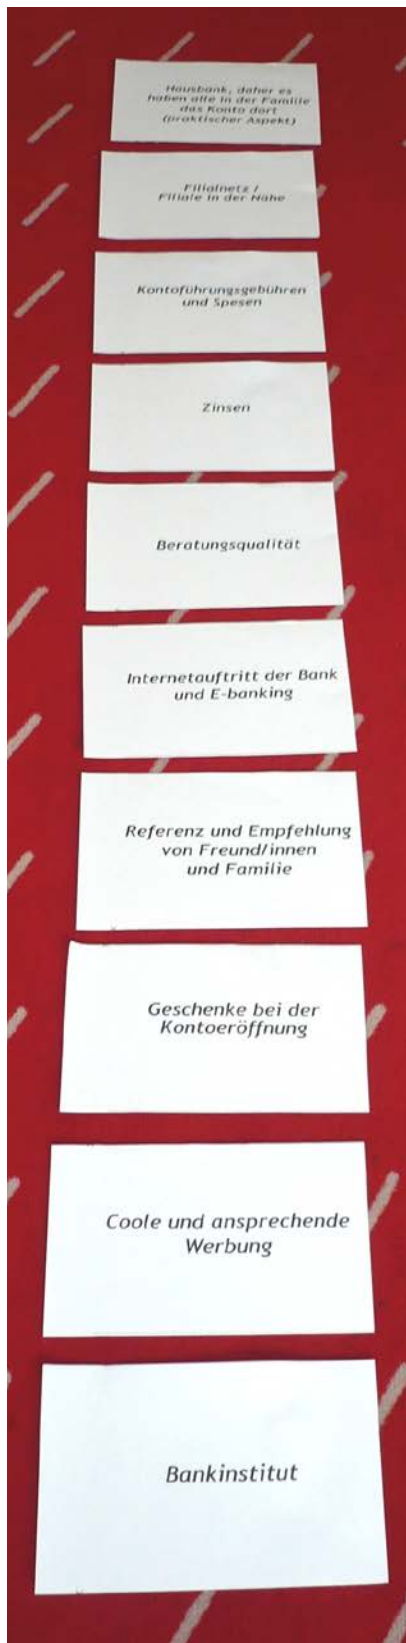 Hausbank, daher es
haben alle in der Familie
das Konto dort
(praktischer Aspekt)
Filialnetz /
Filiale in der Nähe
Kontoführungsgebühren
und Spesen
Zinsen
Beratungsqualität
Internetauftritt der Bank
und E-banking
Referenz und Empfehlung
von Freund/innen
und Familie
Geschenke bei der
Kontoeröffnung
Coole und ansprechende
Werbung
Bankinstitut